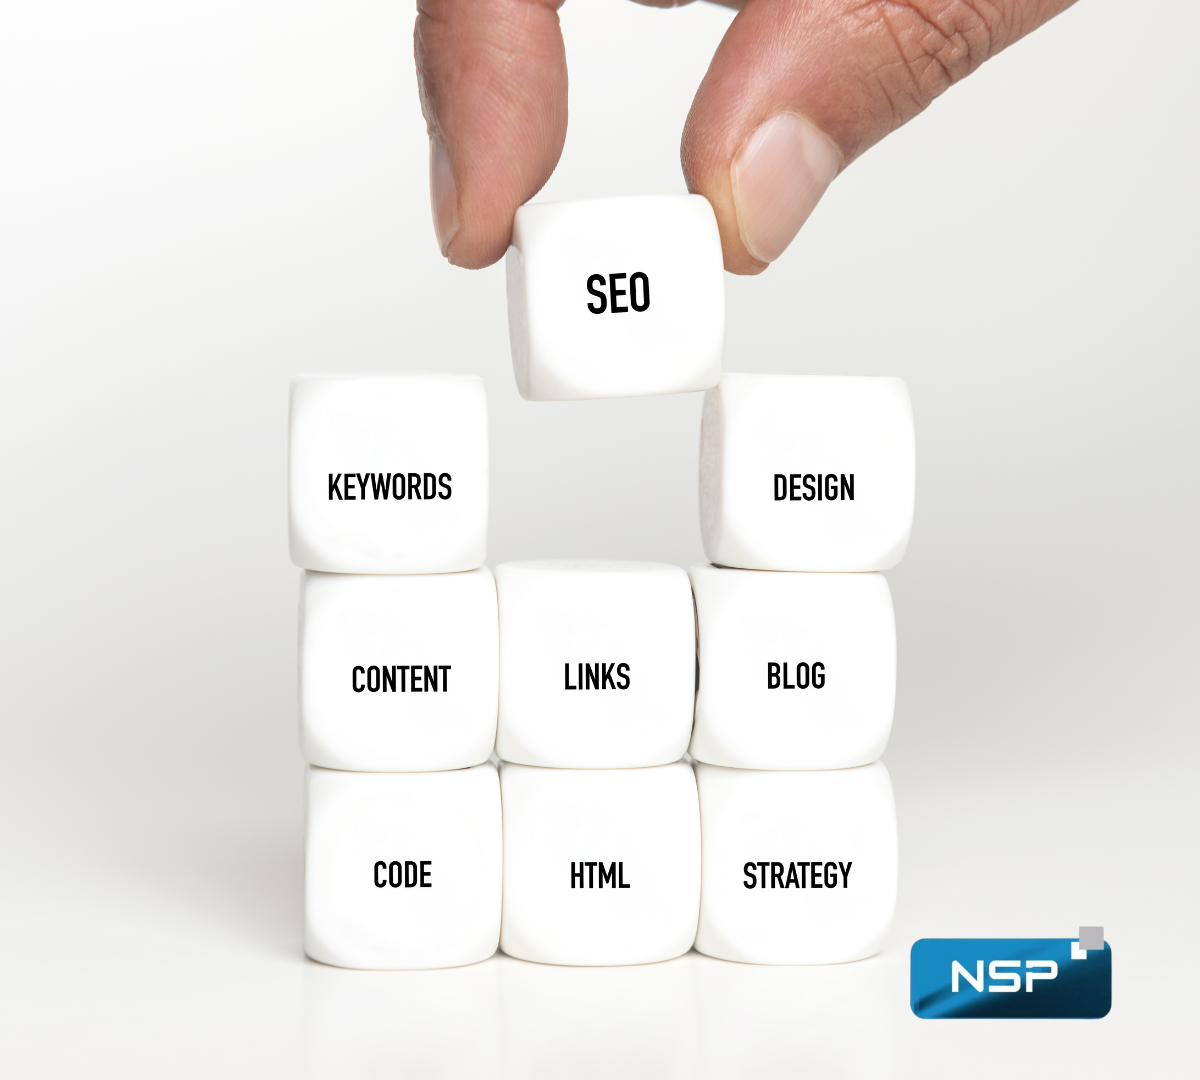 SEO
KEYWORDS
DESIGN
CONTENT
LINKS
BLOG
CODE
HTML
STRATEGY
NSP